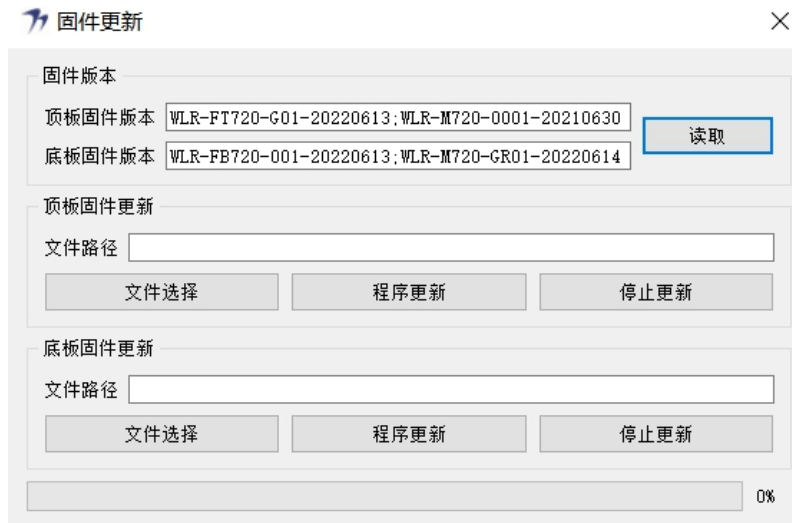 固件更新
固件版本
顶板固件版本 WLR-FT720-G01-20220613;WLR-M720-0001-20210630
读取
底板固件版本 WLR-FB720-001-20220613;WLR-M720-GR01-20220614
顶板固件更新
文件路径
文件选择 程序更新 停止更新
底板固件更新
文件路径
文件选择 程序更新 停止更新
0%